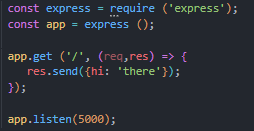 const express = require ('express');
const app = express ();
app.get ('/', (req,res) => {
res.send({hi: 'there'});
});
app.listen(5000);